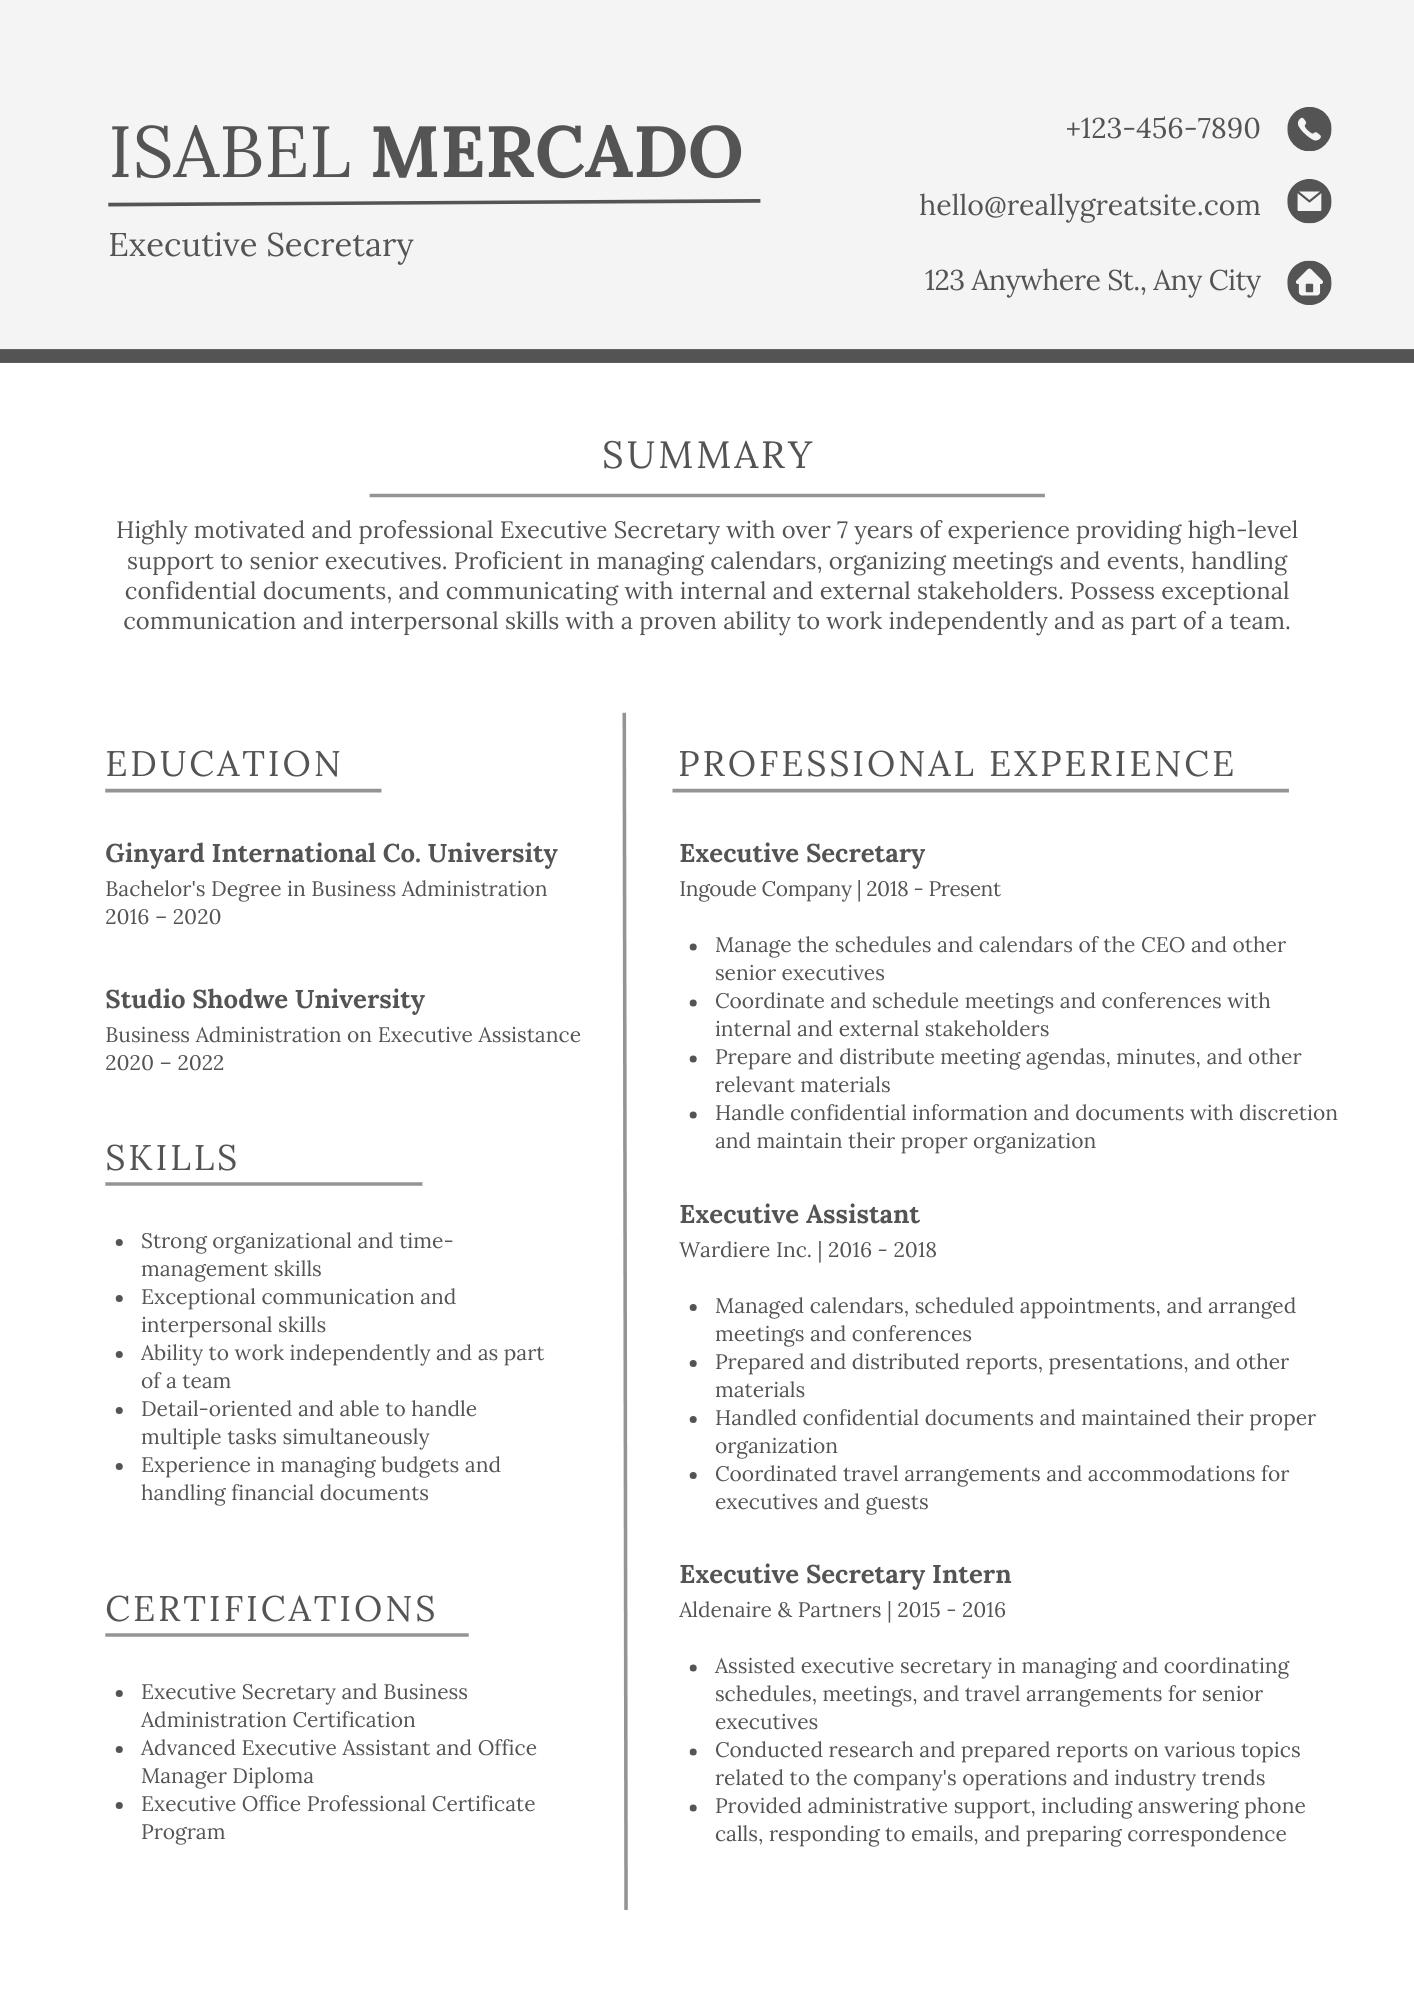 ISABEL MERCADO
Executive Secretary
+123-456-7890
hello@reallygreatsite.com
123 Anywhere St., Any City
SUMMARY
Highly motivated and professional Executive Secretary with over 7 years of experience providing high-level
support to senior executives. Proficient in managing calendars, organizing meetings and events, handling
confidential documents, and communicating with internal and external stakeholders. Possess exceptional
communication and interpersonal skills with a proven ability to work independently and as part of a team.
EDUCATION
Ginyard International Co. University
Bachelor's Degree in Business Administration
2016 – 2020
Studio Shodwe University
Business Administration on Executive Assistance
2020 – 2022
SKILLS
• Strong organizational and time-
management skills
• Exceptional communication and
interpersonal skills
• Ability to work independently and as part
of a team
• Detail-oriented and able to handle
multiple tasks simultaneously
• Experience in managing budgets and
handling financial documents
CERTIFICATIONS
• Executive Secretary and Business
Administration Certification
• Advanced Executive Assistant and Office
Manager Diploma
• Executive Office Professional Certificate
Program
PROFESSIONAL EXPERIENCE
Executive Secretary
Ingoude Company | 2018 - Present
• Manage the schedules and calendars of the CEO and other
senior executives
• Coordinate and schedule meetings and conferences with
internal and external stakeholders
• Prepare and distribute meeting agendas, minutes, and other
relevant materials
• Handle confidential information and documents with discretion
and maintain their proper organization
Executive Assistant
Wardiere Inc. | 2016 - 2018
• Managed calendars, scheduled appointments, and arranged
meetings and conferences
• Prepared and distributed reports, presentations, and other
materials
• Handled confidential documents and maintained their proper
organization
• Coordinated travel arrangements and accommodations for
executives and guests
Executive Secretary Intern
Aldenaire & Partners | 2015 - 2016
• Assisted executive secretary in managing and coordinating
schedules, meetings, and travel arrangements for senior
executives
• Conducted research and prepared reports on various topics
related to the company's operations and industry trends
• Provided administrative support, including answering phone
calls, responding to emails, and preparing correspondence